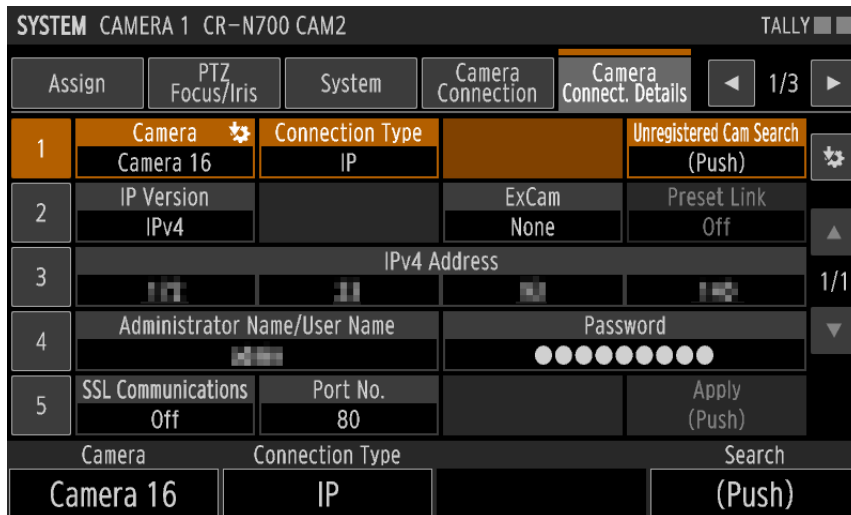 SYSTEM CAMERA 1 CR-N700 CAM2 TALLY
Assign PTZ Focus/Iris System Camera Connection Camera Connect. Details ◀ 1/3 ▶
1 Camera Connection Type Unregistered Cam Search
Camera 16 IP (Push)
2 IP Version ExCam Preset Link
IPv4 None Off
▲
3 IPv4 Address
1/1
4 Administrator Name/User Name Password
●●●●●●●●●
▼
5 SSL Communications Port No. Apply
Off 80 (Push)
Camera Connection Type Search
Camera 16 IP (Push)